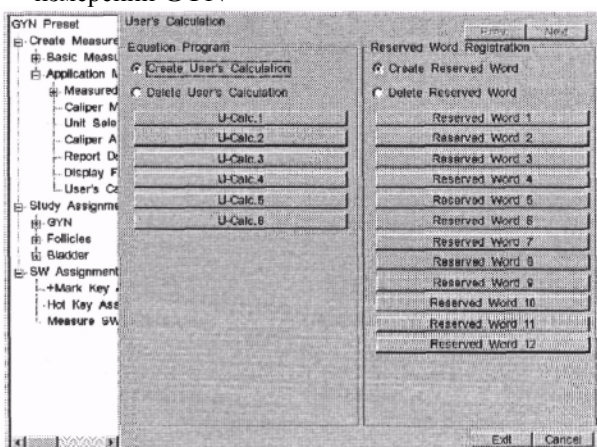 измерений GYN
GYN Preset
Create Measure
Basic Measu
Application M
Measured
Caliper M
Unit Sele
Caliper A
Report De
Display F
User's Ca
Study Assignme
GYN
Follicles
Bladder
SW Assignment
+Mark Key
Hot Key Ass
Measure SW
User's Calculation
Prev. Next
Equation Program
Create User's Calculation
Delete User's Calculation
U-Calc.1
U-Calc.2
U-Calc.3
U-Calc.4
U-Calc.5
U-Calc.6
Reserved Word Registration
Create Reserved Word
Delete Reserved Word
Reserved Word 1
Reserved Word 2
Reserved Word 3
Reserved Word 4
Reserved Word 5
Reserved Word 6
Reserved Word 7
Reserved Word 8
Reserved Word 9
Reserved Word 10
Reserved Word 11
Reserved Word 12
Exit Cancel